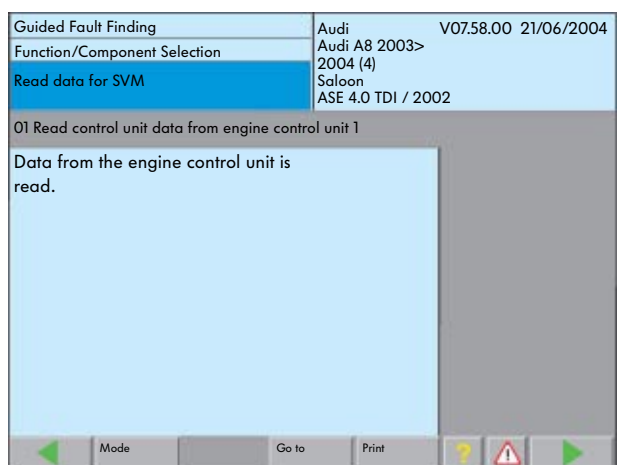 Guided Fault Finding
Function/Component Selection
Read data for SVM
Audi V07.58.00 21/06/2004
Audi A8 2003>
2004 (4)
Saloon
ASE 4.0 TDI / 2002
01 Read control unit data from engine control unit 1
Data from the engine control unit is
read.
Mode Go to Print ?